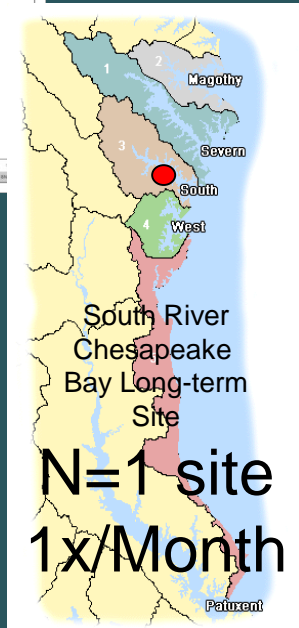 1
2
Magothy
Severn
3
South
4
West
South River
Chesapeake
Bay Long-term
Site
N=1 site
1x/Month
Patuxent